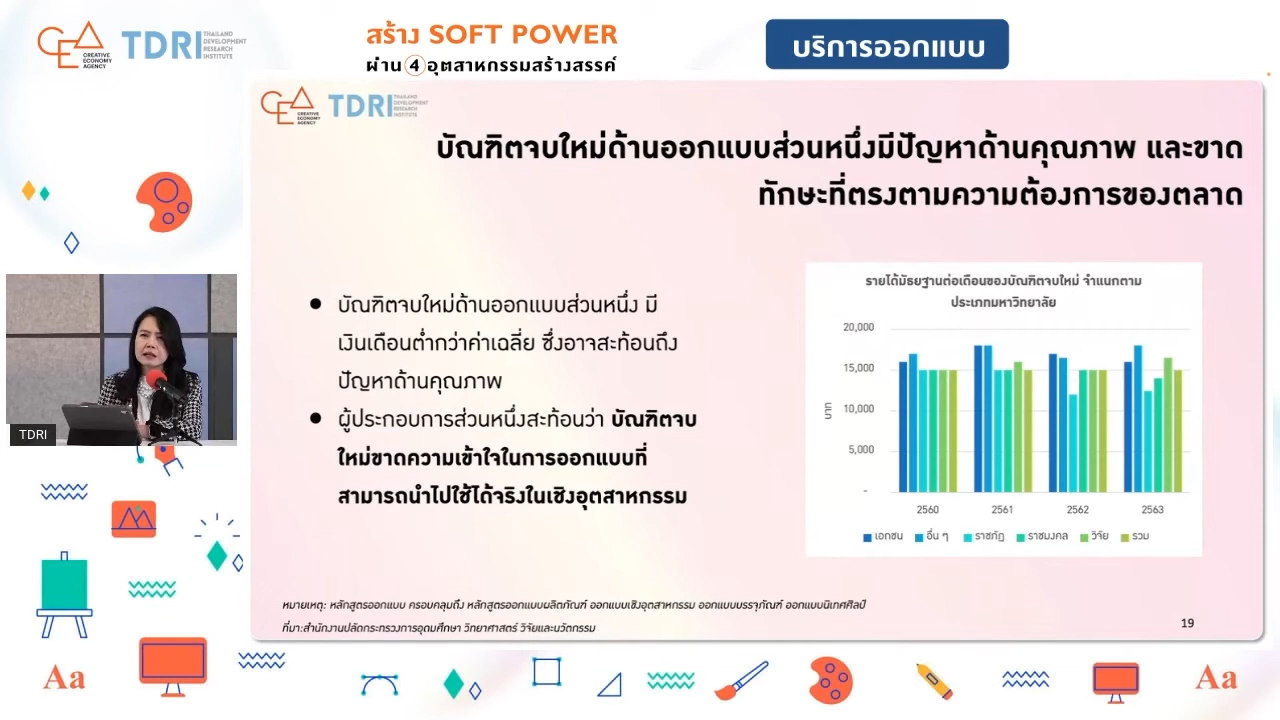 CEA CREATIVE ECONOMY AGENCY
TDRI THAILAND DEVELOPMENT RESEARCH INSTITUTE
สร้าง SOFT POWER
ผ่าน 4 อุตสาหกรรมสร้างสรรค์
บริการออกแบบ
CEA CREATIVE ECONOMY AGENCY
TDRI THAILAND DEVELOPMENT RESEARCH INSTITUTE
บัณฑิตจบใหม่ด้านออกแบบส่วนหนึ่งมีปัญหาด้านคุณภาพ และขาด
ทักษะที่ตรงตามความต้องการของตลาด
• บัณฑิตจบใหม่ด้านออกแบบส่วนหนึ่ง มี
เงินเดือนต่ำกว่าค่าเฉลี่ย ซึ่งอาจสะท้อนถึง
ปัญหาด้านคุณภาพ
• ผู้ประกอบการส่วนหนึ่งสะท้อนว่า บัณฑิตจบ
ใหม่ขาดความเข้าใจในการออกแบบที่
สามารถนำไปใช้ได้จริงในเชิงอุตสาหกรรม
รายได้มัธยฐานต่อเดือนของบัณฑิตจบใหม่ จำแนกตาม
ประเภทมหาวิทยาลัย
บาท
20,000
15,000
10,000
5,000
-
2560 2561 2562 2563
เอกชน อื่น ๆ ราชภัฏ ราชมงคล วิจัย รวม
หมายเหตุ: หลักสูตรออกแบบ ครอบคลุมถึง หลักสูตรออกแบบผลิตภัณฑ์ ออกแบบเชิงอุตสาหกรรม ออกแบบบรรจุภัณฑ์ ออกแบบนิเทศศิลป์
ที่มา:สำนักงานปลัดกระทรวงการอุดมศึกษา วิทยาศาสตร์ วิจัยและนวัตกรรม
19
TDRI
Aa
Aa